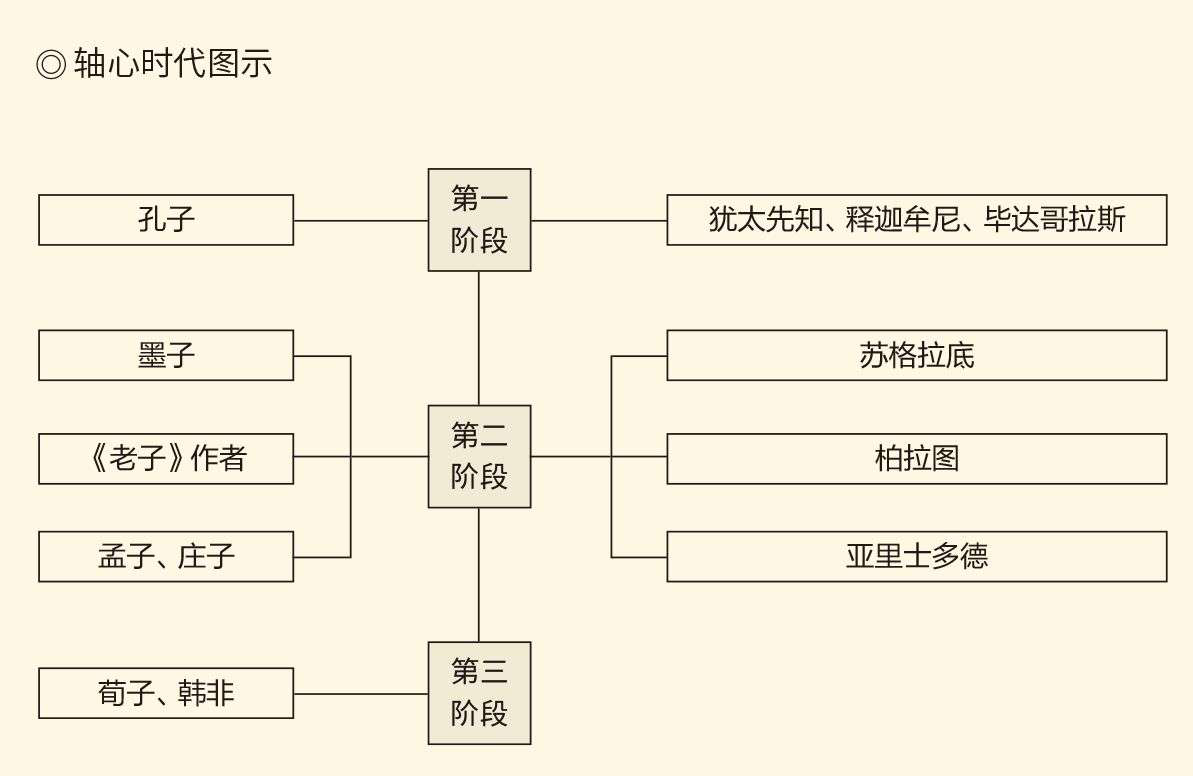 ◎ 轴心时代图示
孔子
第一
阶段
犹太先知、释迦牟尼、毕达哥拉斯
墨子
苏格拉底
《老子》作者
第二
阶段
柏拉图
孟子、庄子
亚里士多德
荀子、韩非
第三
阶段